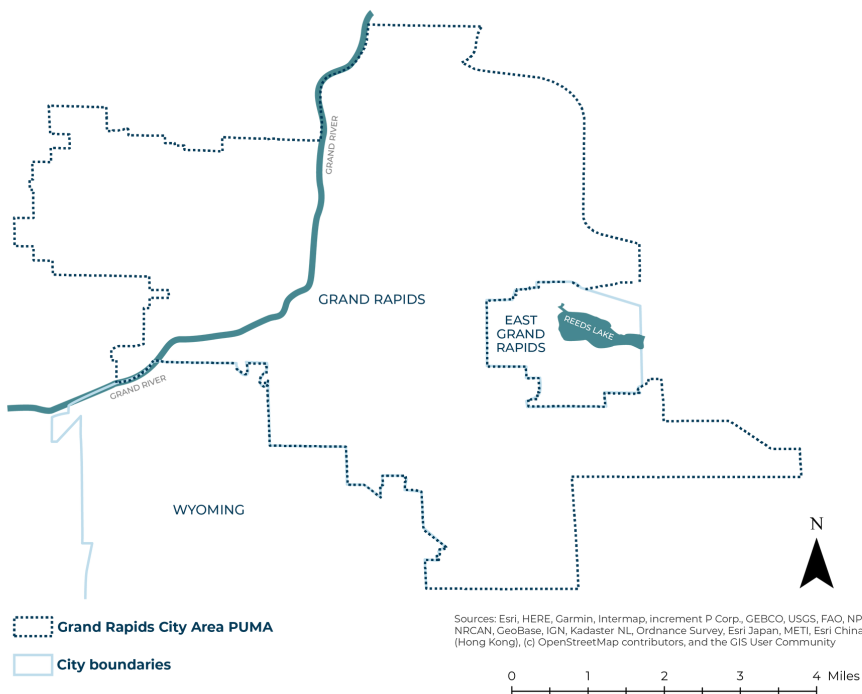 GRAND RIVER
GRAND RAPIDS
EAST
GRAND
RAPIDS
REEDS LAKE
GRAND RIVER
WYOMING
N
Grand Rapids City Area PUMA
City boundaries
Sources: Esri, HERE, Garmin, Intermap, increment P Corp., GEBCO, USGS, FAO, NP
NRCAN, GeoBase, IGN, Kadaster NL, Ordnance Survey, Esri Japan, METI, Esri China
(Hong Kong), (c) OpenStreetMap contributors, and the GIS User Community
0 1 2 3 4 Miles